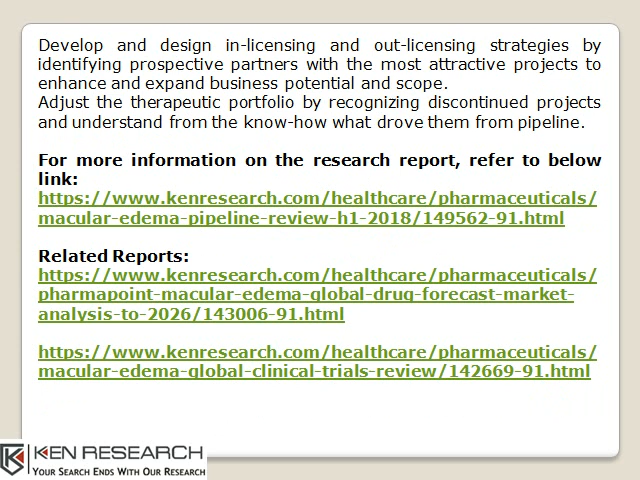 Develop and design in-licensing and out-licensing strategies by
identifying prospective partners with the most attractive projects to
enhance and expand business potential and scope.
Adjust the therapeutic portfolio by recognizing discontinued projects
and understand from the know-how what drove them from pipeline.
For more information on the research report, refer to below
link:
https://www.kenresearch.com/healthcare/pharmaceuticals/
macular-edema-pipeline-review-h1-2018/149562-91.html
Related Reports:
https://www.kenresearch.com/healthcare/pharmaceuticals/
pharmapoint-macular-edema-global-drug-forecast-market-
analysis-to-2026/143006-91.html
https://www.kenresearch.com/healthcare/pharmaceuticals/
macular-edema-global-clinical-trials-review/142669-91.html
KEN RESEARCH
YOUR SEARCH ENDS WITH OUR RESEARCH